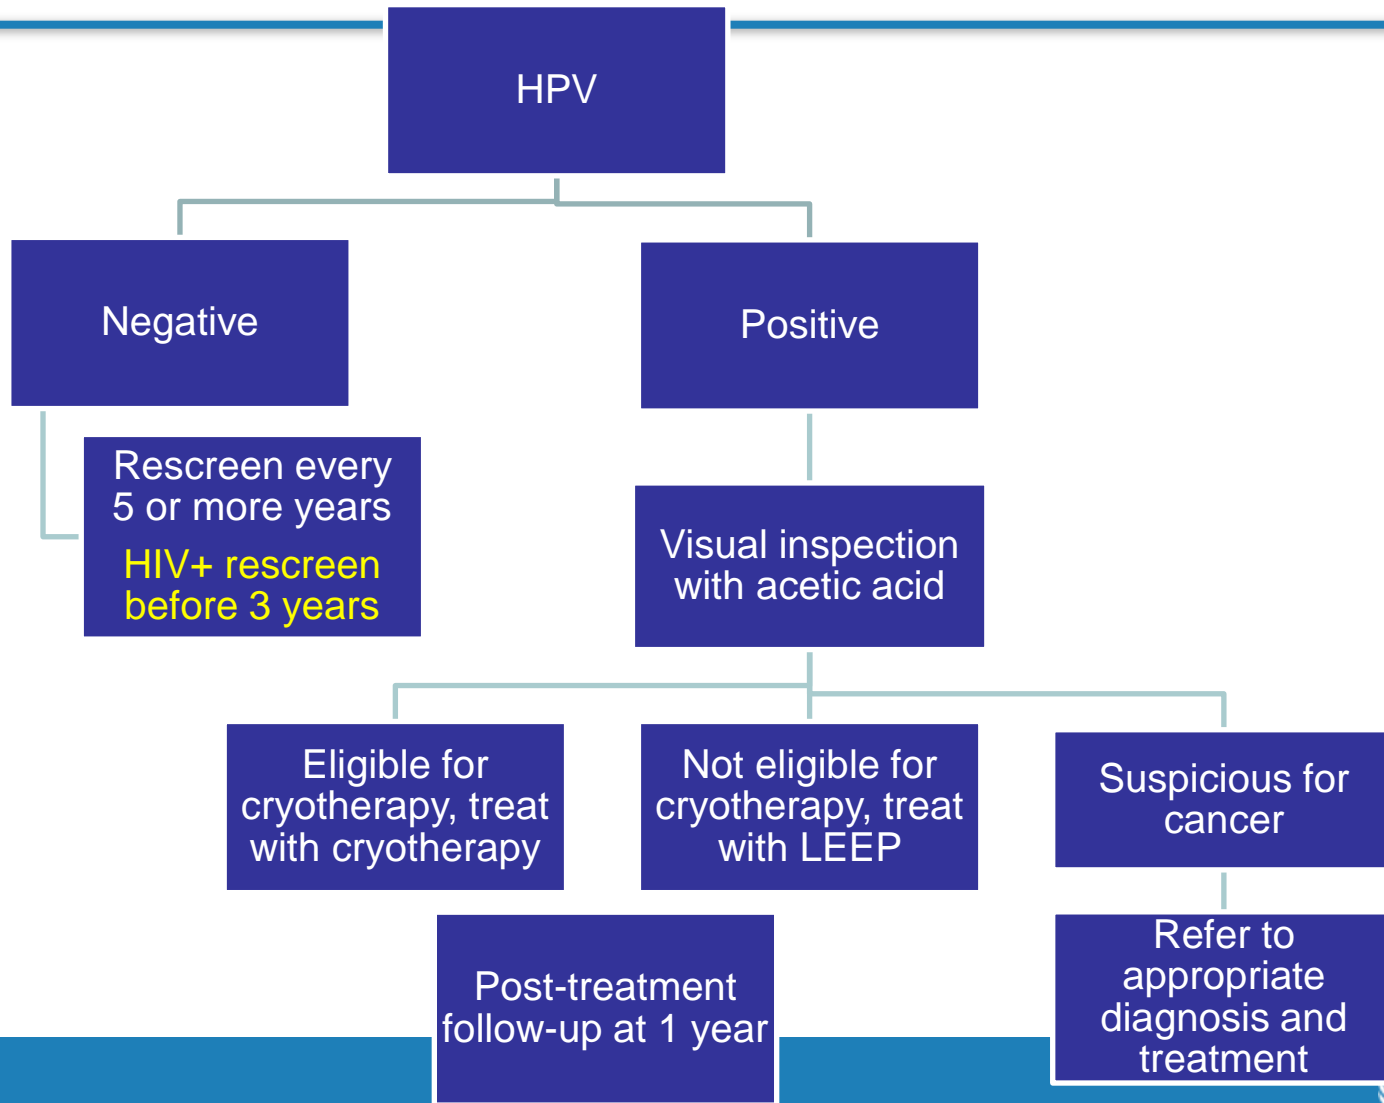 HPV
Negative
Positive
Rescreen every
5 or more years
HIV+ rescreen
before 3 years
Visual inspection
with acetic acid
Eligible for
cryotherapy, treat
with cryotherapy
Not eligible for
cryotherapy, treat
with LEEP
Suspicious for
cancer
Post-treatment
follow-up at 1 year
Refer to
appropriate
diagnosis and
treatment